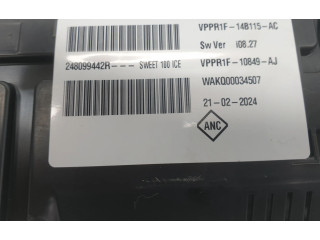 VPPR1F-14B115-AC
Sw Ver i08.27
248099442R--- SWEET 100 ICE
VPPR1F-10849-AJ
WAKQ00034507
21-02-2024
ANC